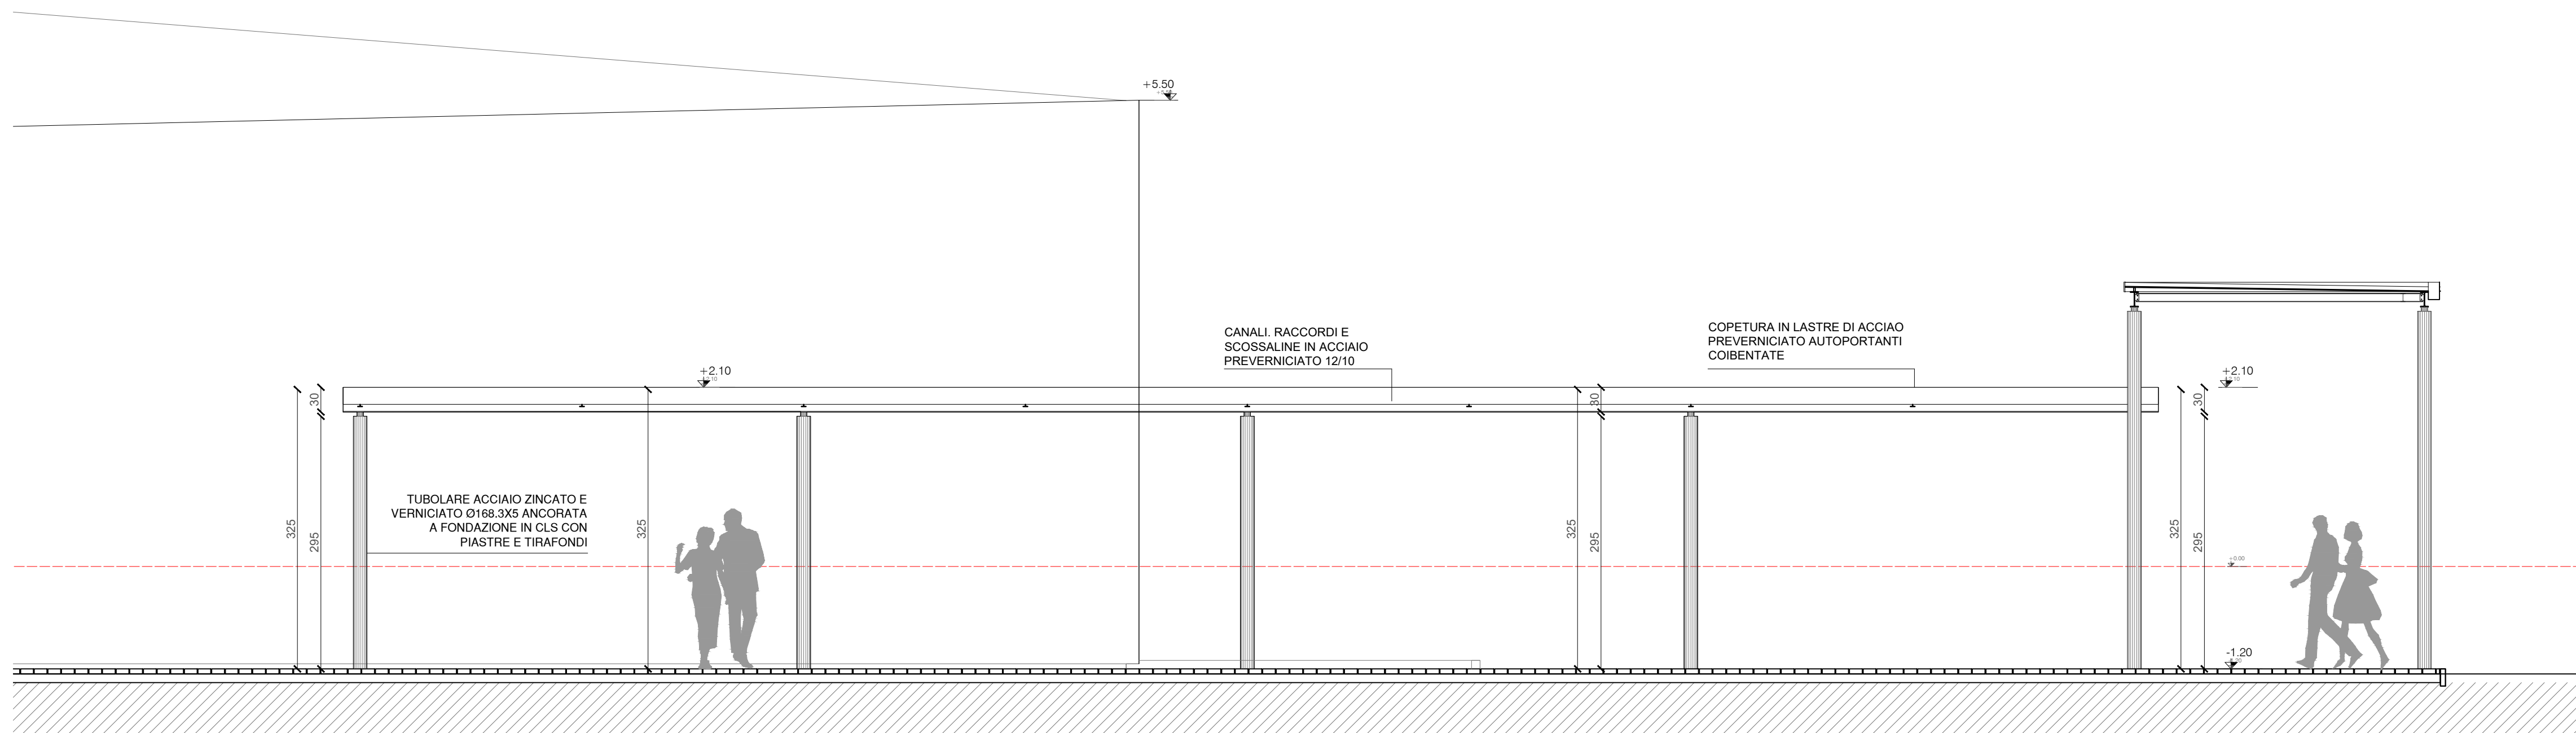 +5.50
CANALI. RACCORDI E
SCOSSALINE IN ACCIAIO
PREVERNICIATO 12/10
COPETURA IN LASTRE DI ACCIAO
PREVERNICIATO AUTOPORTANTI
COIBENTATE
+2.10
+2.10
30
30
30
TUBOLARE ACCIAIO ZINCATO E
VERNICIATO Ø168.3X5 ANCORATA
A FONDAZIONE IN CLS CON
PIASTRE E TIRAFONDI
325
295
325
325
295
325
295
+0.00
-1.20